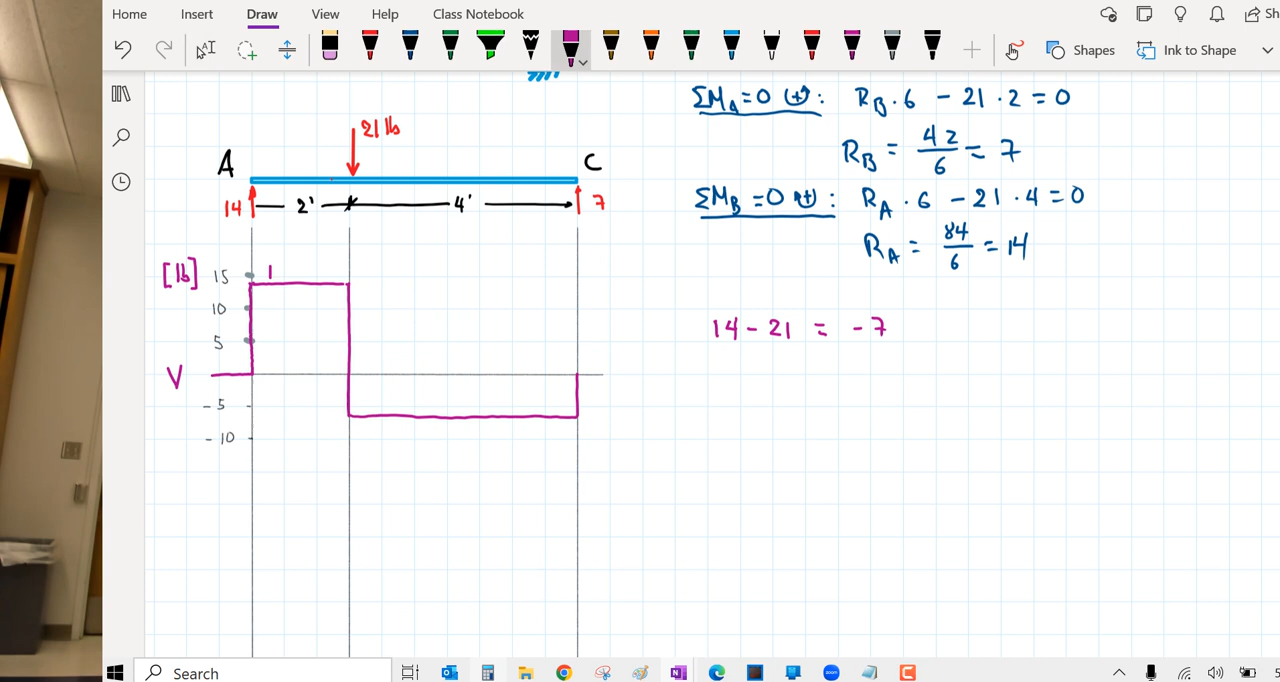 Home Insert Draw View Help Class Notebook Sh
Shapes Ink to Shape
ΣM_A = 0 (+): R_B · 6 - 21 · 2 = 0
R_B = 42/6 = 7
ΣM_B = 0 (+): R_A · 6 - 21 · 4 = 0
R_A = 84/6 = 14
21 lb
A C
14 2' 4' 7
[lb] 15 1
10
5
14 - 21 = -7
V
- 5
- 10
Search
5